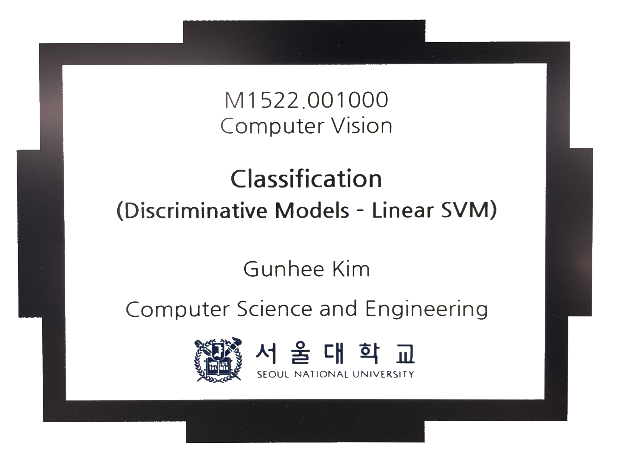 M1522.001000
Computer Vision
Classification
(Discriminative Models - Linear SVM)
Gunhee Kim
Computer Science and Engineering
서울대학교
SEOUL NATIONAL UNIVERSITY